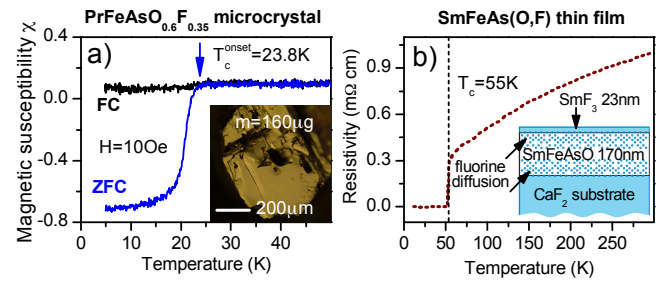 PrFeAsO₀.₆F₀.₃₅ microcrystal
a)
T_c^onset=23.8K
FC
H=10Oe
ZFC
m=160μg
200μm
Magnetic susceptibility χ
0.4
0.0
-0.4
-0.8
0 10 20 30 40
Temperature (K)
SmFeAs(O,F) thin film
b)
T_c=55K
SmF₃ 23nm
fluorine
diffusion
SmFeAsO 170nm
CaF₂ substrate
Resistivity (mΩ cm)
0.9
0.6
0.3
0.0
0 50 100 150 200 250
Temperature (K)